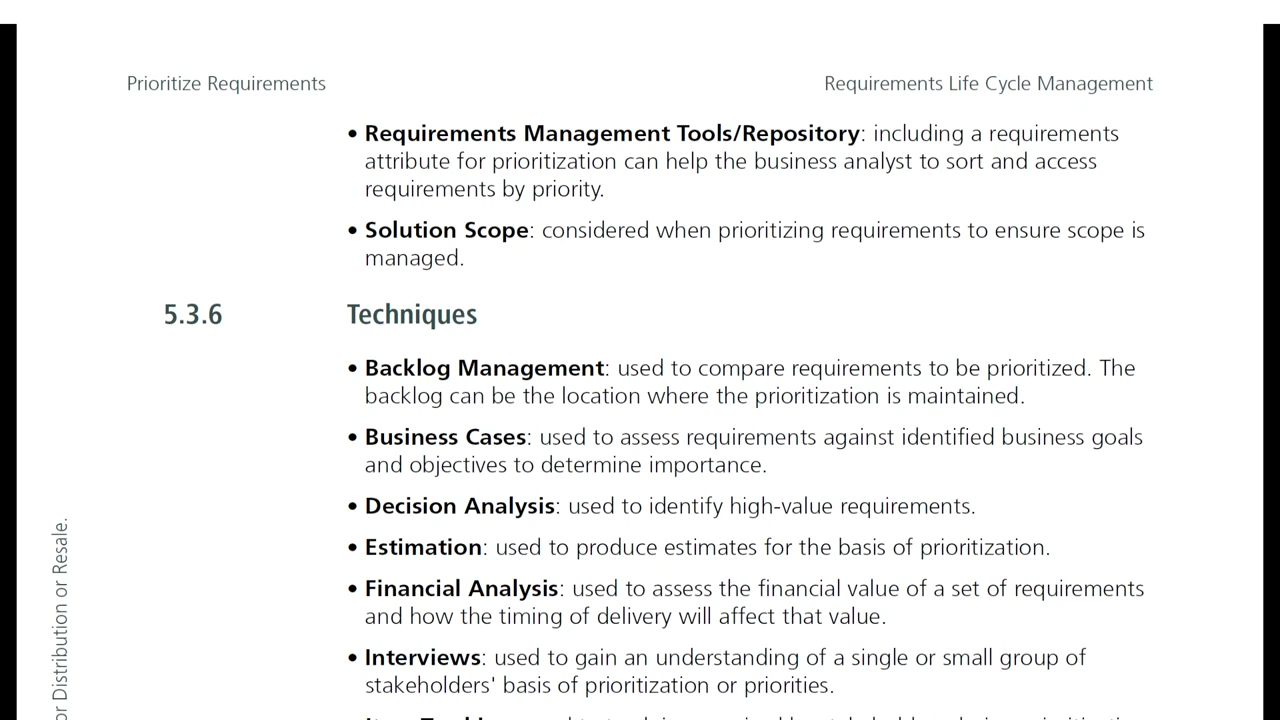 Prioritize Requirements
Requirements Life Cycle Management
• Requirements Management Tools/Repository: including a requirements
attribute for prioritization can help the business analyst to sort and access
requirements by priority.
• Solution Scope: considered when prioritizing requirements to ensure scope is
managed.
5.3.6 Techniques
• Backlog Management: used to compare requirements to be prioritized. The
backlog can be the location where the prioritization is maintained.
• Business Cases: used to assess requirements against identified business goals
and objectives to determine importance.
• Decision Analysis: used to identify high-value requirements.
• Estimation: used to produce estimates for the basis of prioritization.
• Financial Analysis: used to assess the financial value of a set of requirements
and how the timing of delivery will affect that value.
• Interviews: used to gain an understanding of a single or small group of
stakeholders' basis of prioritization or priorities.
or Distribution or Resale.